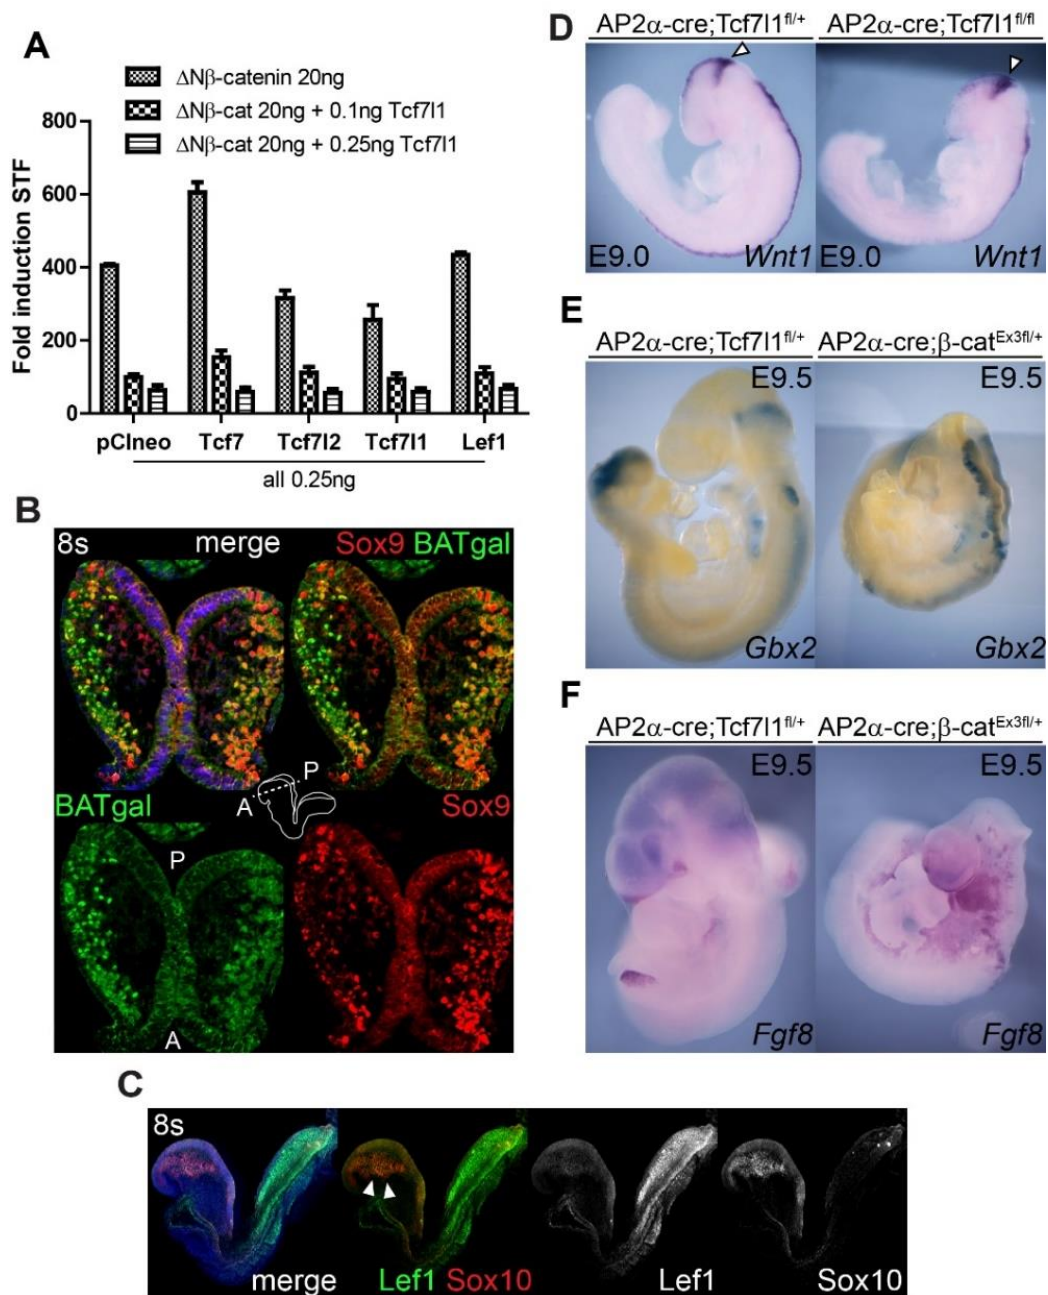 A
ΔNβ-catenin 20ng
ΔNβ-cat 20ng + 0.1ng Tcf7l1
ΔNβ-cat 20ng + 0.25ng Tcf7l1
Fold induction STF
800
600
400
200
0
pCIneo Tcf7 Tcf7l2 Tcf7l1 Lef1
all 0.25ng
B
8s merge Sox9 BATgal
P
A
BATgal Sox9
P
A
C
8s
merge Lef1 Sox10 Lef1 Sox10
D AP2α-cre;Tcf7l1fl/+ AP2α-cre;Tcf7l1fl/fl
E9.0 Wnt1 E9.0 Wnt1
E
AP2α-cre;Tcf7l1fl/+ AP2α-cre;β-catEx3fl/+
E9.5 E9.5
Gbx2 Gbx2
F
AP2α-cre;Tcf7l1fl/+ AP2α-cre;β-catEx3fl/+
E9.5 E9.5
Fgf8 Fgf8